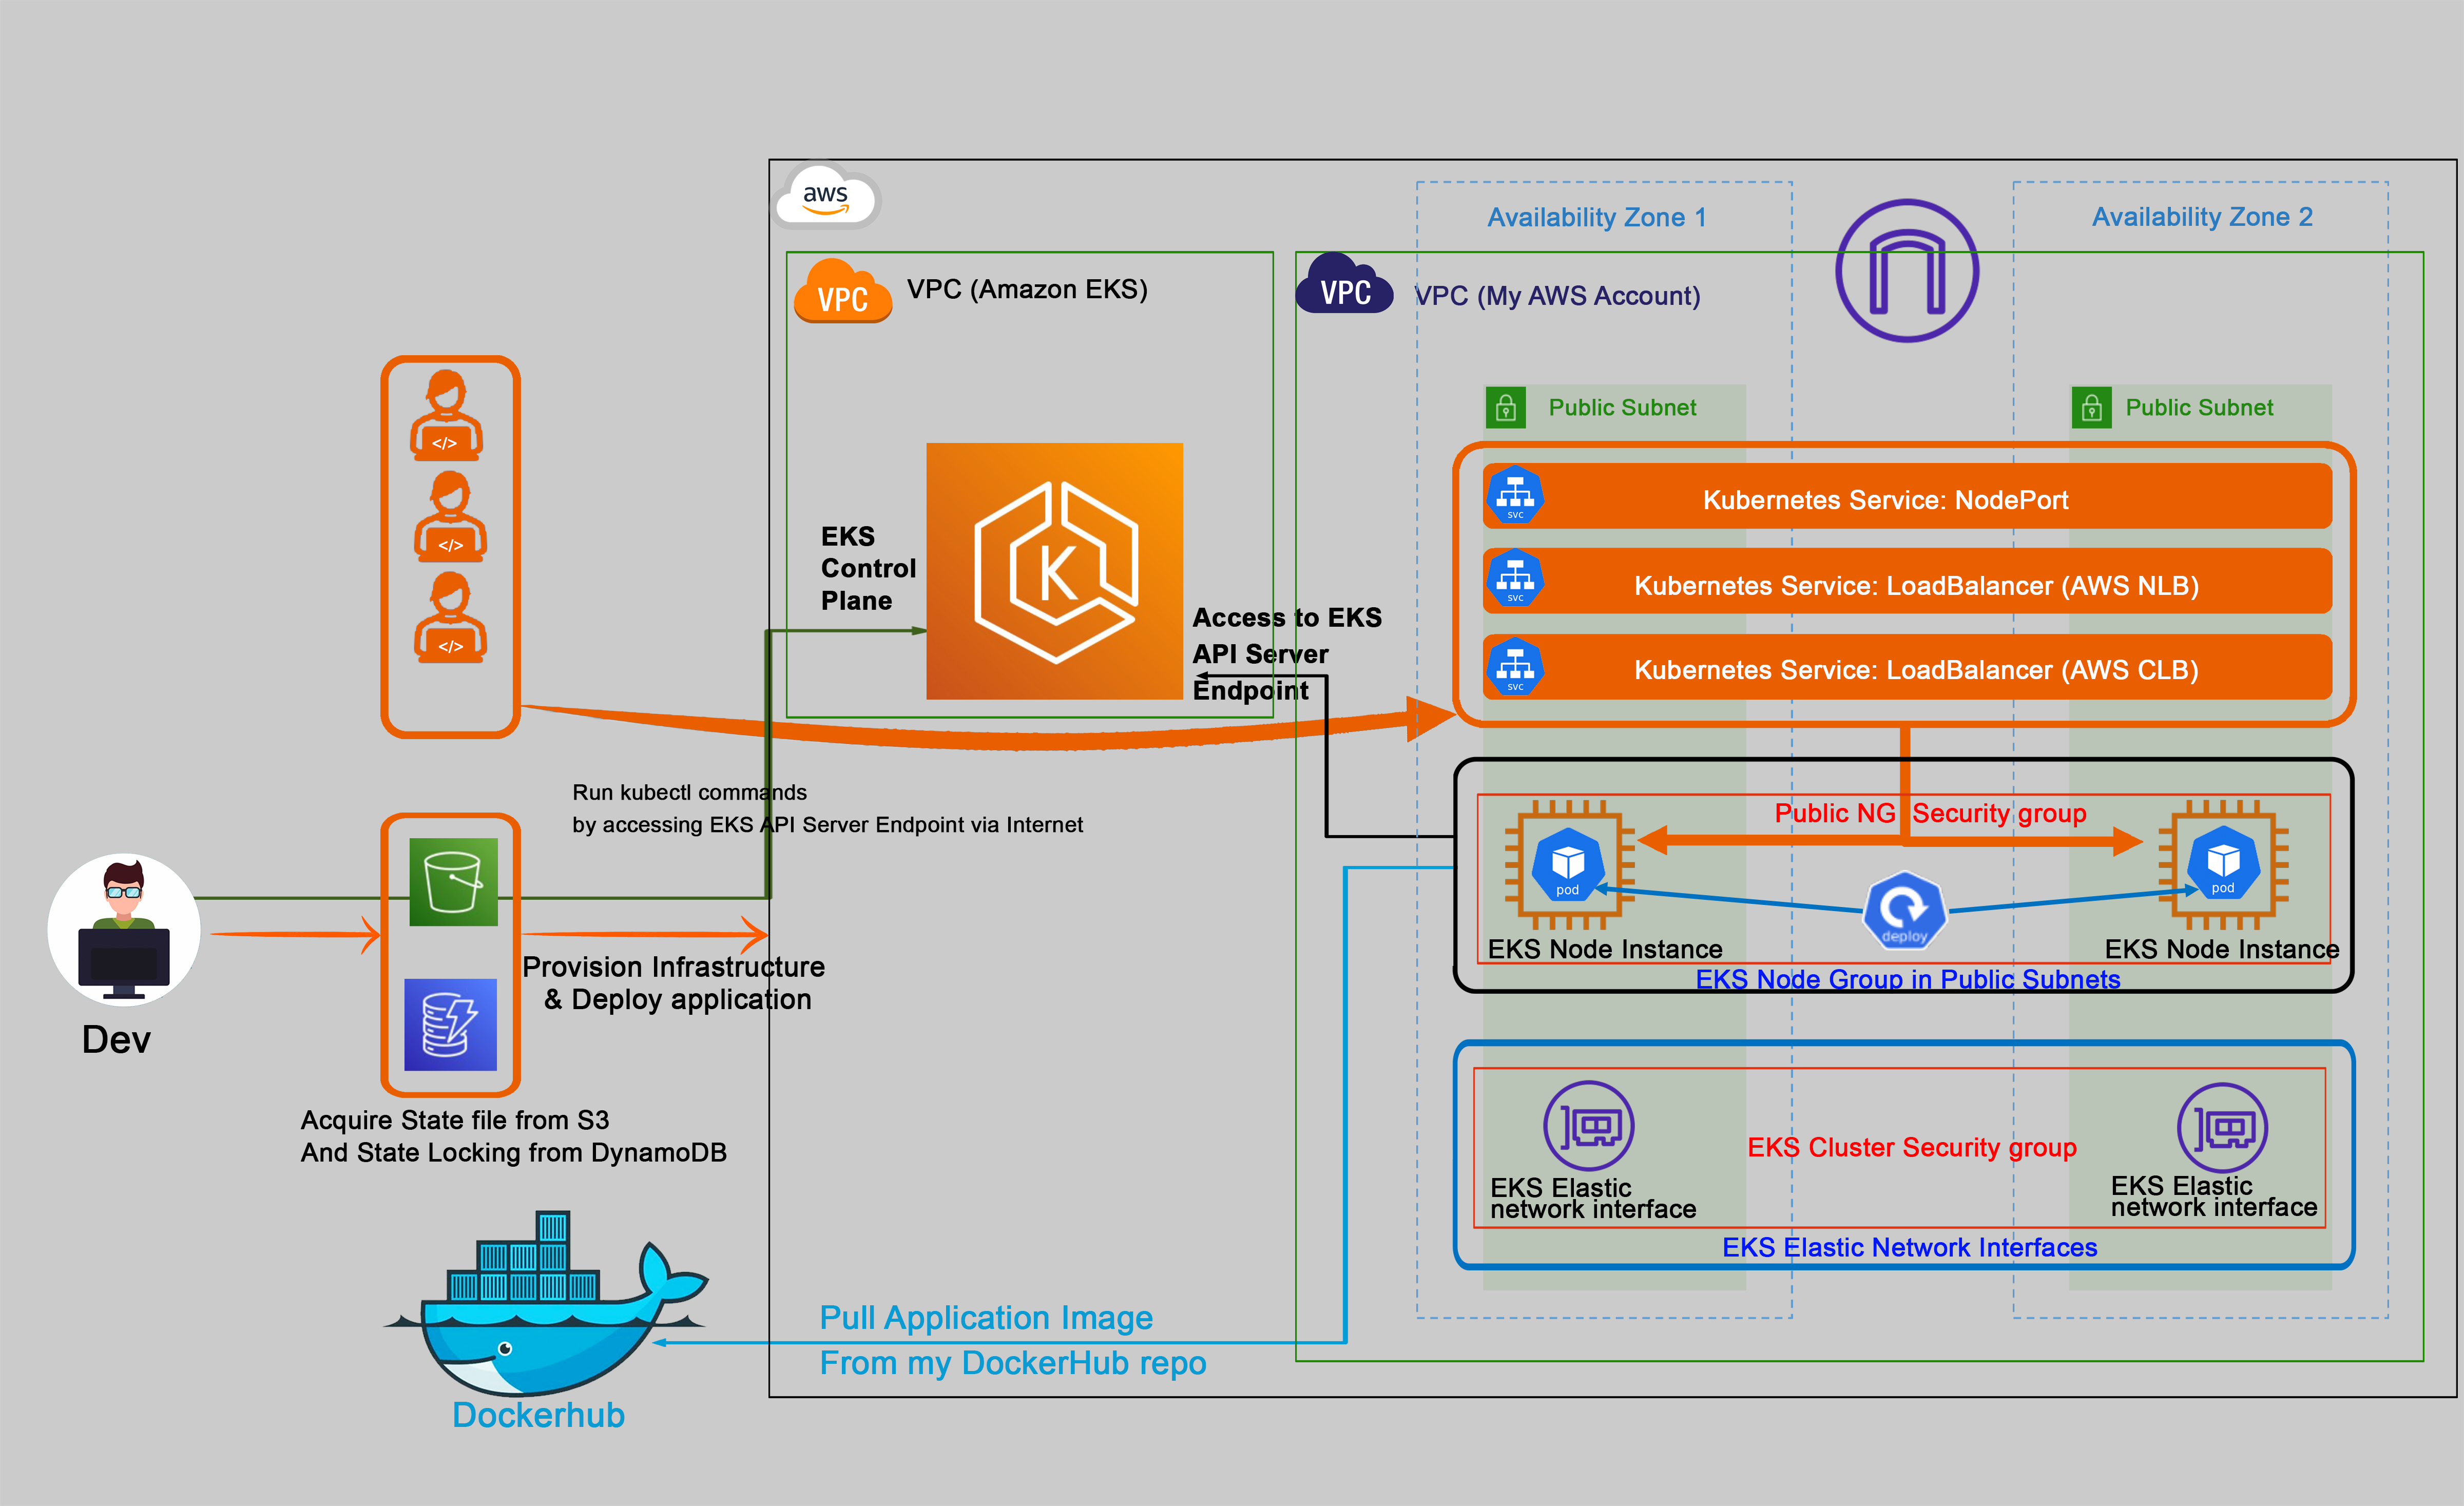 aws
Availability Zone 1
Availability Zone 2
VPC
VPC (Amazon EKS)
VPC
VPC (My AWS Account)
Public Subnet
Public Subnet
</>
</>
</>
EKS
Control
Plane
K
Access to EKS
API Server
Endpoint
svc
Kubernetes Service: NodePort
svc
Kubernetes Service: LoadBalancer (AWS NLB)
svc
Kubernetes Service: LoadBalancer (AWS CLB)
Run kubectl commands
by accessing EKS API Server Endpoint via Internet
Public NG Security group
pod
pod
deploy
EKS Node Instance
EKS Node Instance
EKS Node Group in Public Subnets
Provision Infrastructure
& Deploy application
Dev
Acquire State file from S3
And State Locking from DynamoDB
EKS Cluster Security group
EKS Elastic
network interface
EKS Elastic
network interface
EKS Elastic Network Interfaces
Pull Application Image
From my DockerHub repo
Dockerhub